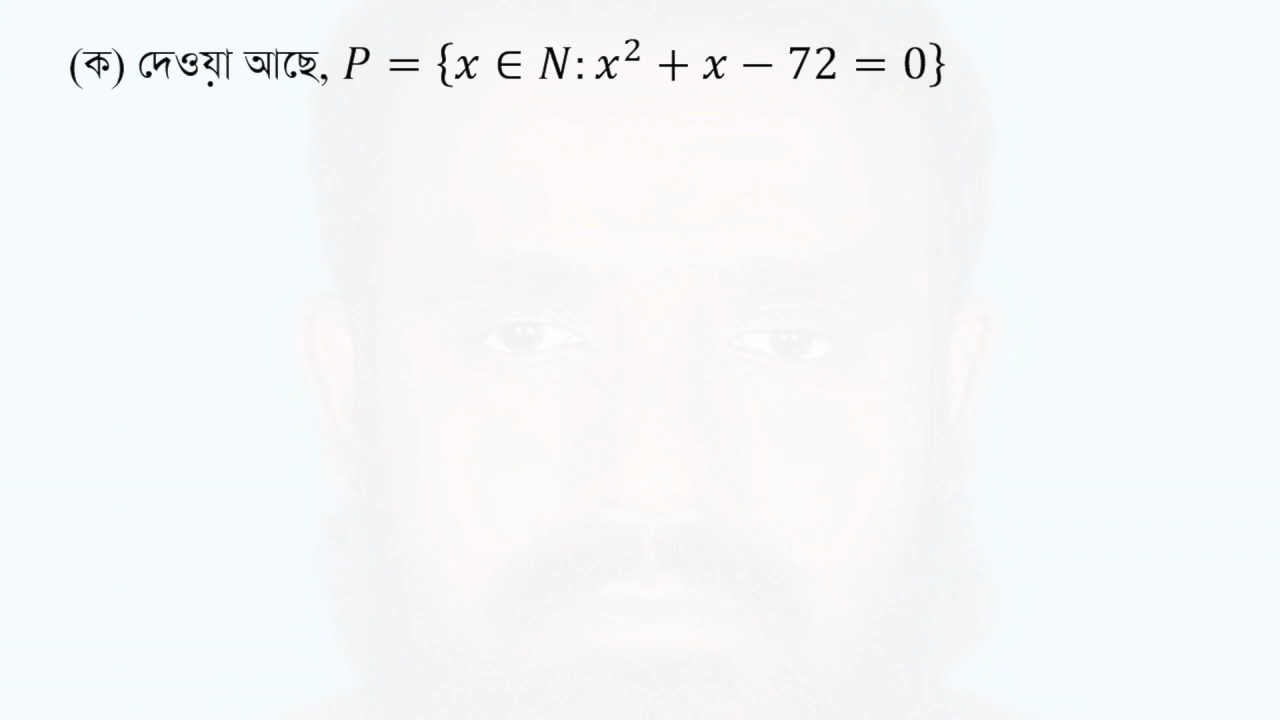 (ক) দেওয়া আছে, P = {x ∈ N: x² + x − 72 = 0}